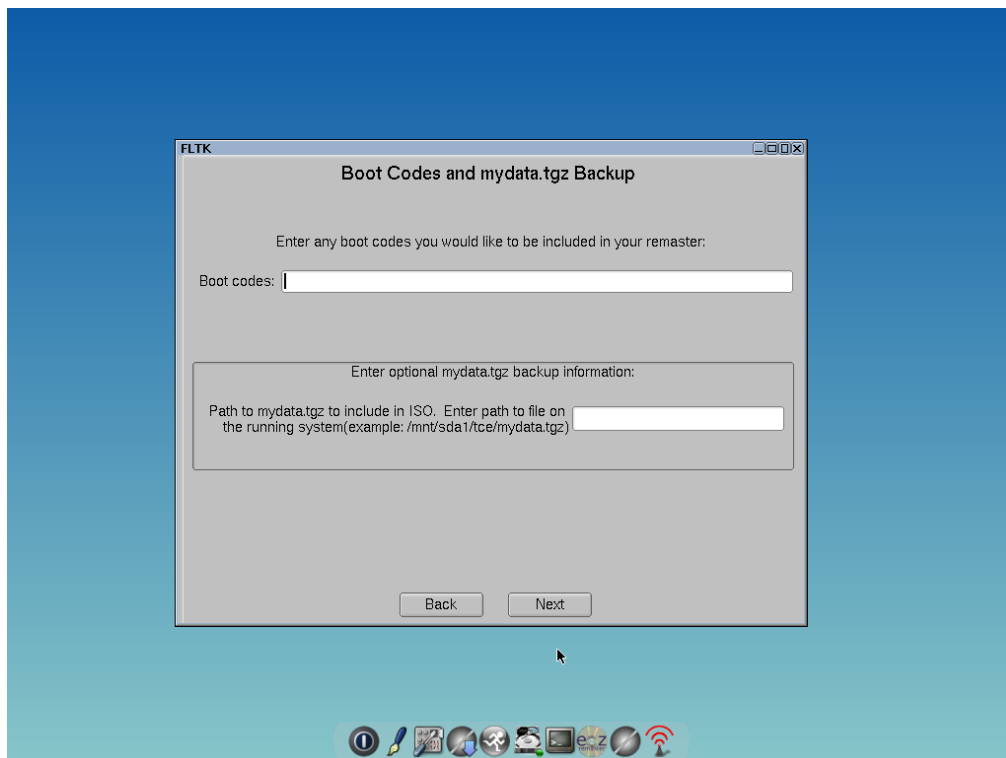 FLTK
Boot Codes and mydata.tgz Backup
Enter any boot codes you would like to be included in your remaster:
Boot codes:
Enter optional mydata.tgz backup information:
Path to mydata.tgz to include in ISO.  Enter path to file on
the running system(example: /mnt/sda1/tce/mydata.tgz)
Back
Next